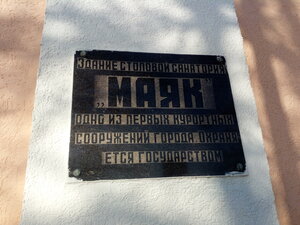 ЗДАНИЕ СТОЛОВОЙ САНАТОРИЯ
„МАЯК"
ОДНО ИЗ ПЕРВЫХ КУРОРТНЫХ
СООРУЖЕНИЙ ГОРОДА ОХРАНЯ
ЕТСЯ ГОСУДАРСТВОМ